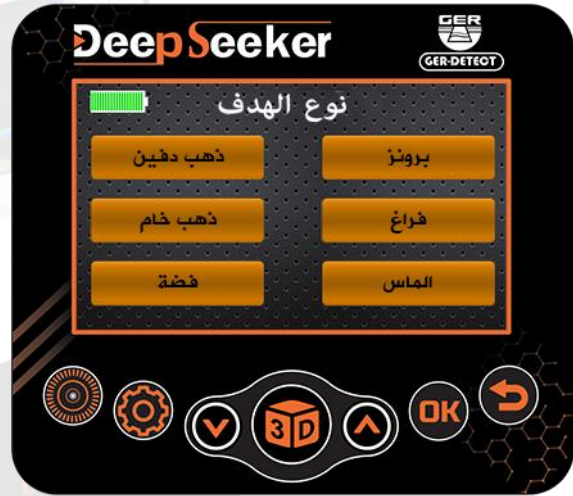 DeepSeeker
GER
GER-DETECT
نوع الهدف
برونز
ذهب دفين
فراغ
ذهب خام
الماس
فضة
3D
OK